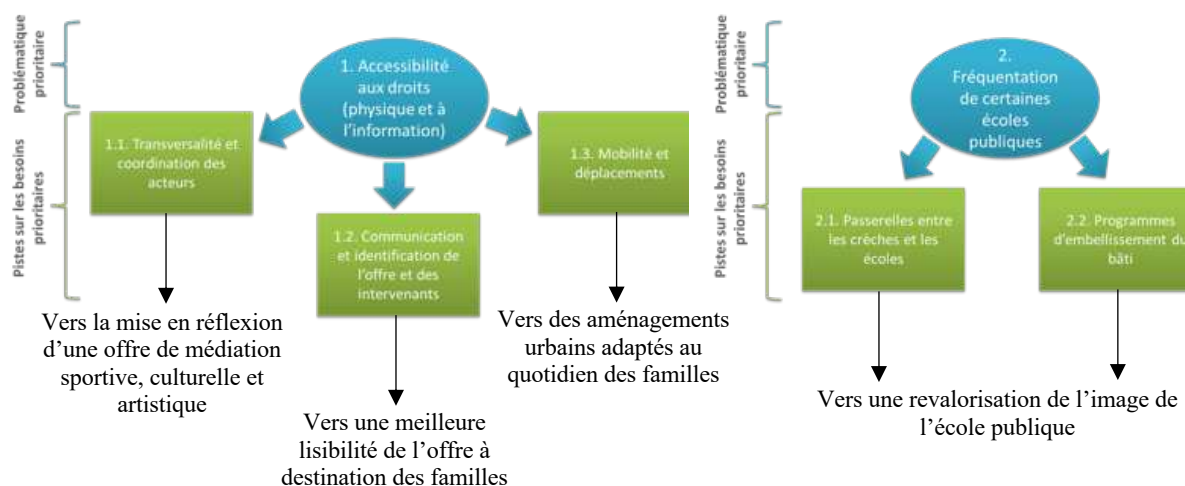 Problématique
prioritaire
Pistes sur les besoins
prioritaires
1. Accessibilité
aux droits
(physique et à
l'information)
1.1. Transversalité et
coordination des
acteurs
1.2. Communication
et identification de
l'offre et des
intervenants
1.3. Mobilité et
déplacements
Vers la mise en réflexion
d'une offre de médiation
sportive, culturelle et
artistique
Vers une meilleure
lisibilité de l'offre à
destination des familles
Vers des aménagements
urbains adaptés au
quotidien des familles
Problématique
prioritaire
Pistes sur les besoins
prioritaires
2.
Fréquentation
de certaines
écoles
publiques
2.1. Passerelles entre
les crèches et les
écoles
2.2. Programmes
d'embellissement du
bâti
Vers une revalorisation de l'image de
l'école publique